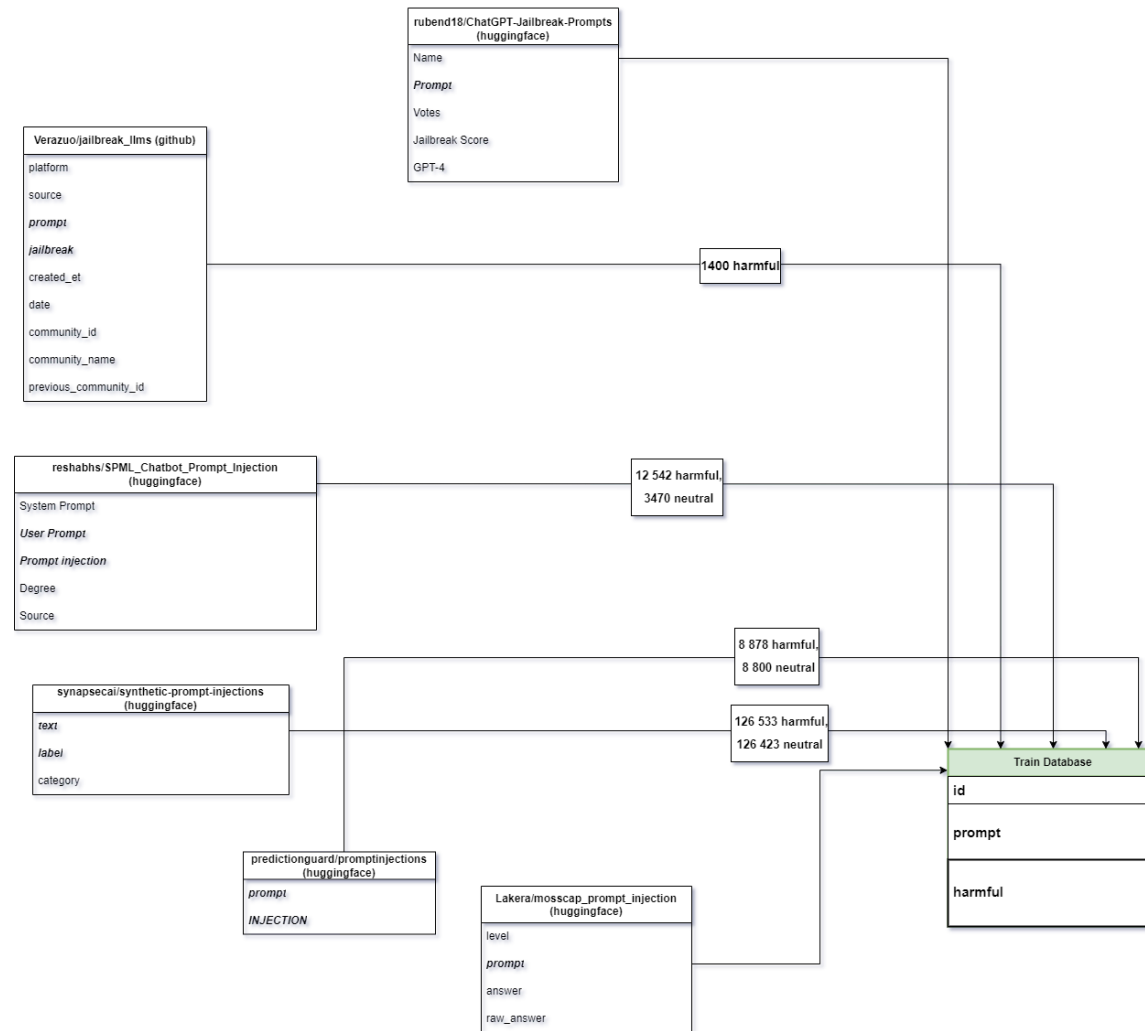 rubend18/ChatGPT-Jailbreak-Prompts
(huggingface)
Name
Prompt
Votes
Jailbreak Score
GPT-4
Verazuo/jailbreak_llms (github)
platform
source
prompt
jailbreak
created_et
date
community_id
community_name
previous_community_id
1400 harmful
reshabhs/SPML_Chatbot_Prompt_Injection
(huggingface)
System Prompt
User Prompt
Prompt injection
Degree
Source
12 542 harmful,
3470 neutral
8 878 harmful,
8 800 neutral
synapsecai/synthetic-prompt-injections
(huggingface)
text
label
category
126 533 harmful,
126 423 neutral
predictionguard/promptinjections
(huggingface)
prompt
INJECTION
Lakera/mosscap_prompt_injection
(huggingface)
level
prompt
answer
raw_answer
Train Database
id
prompt
harmful